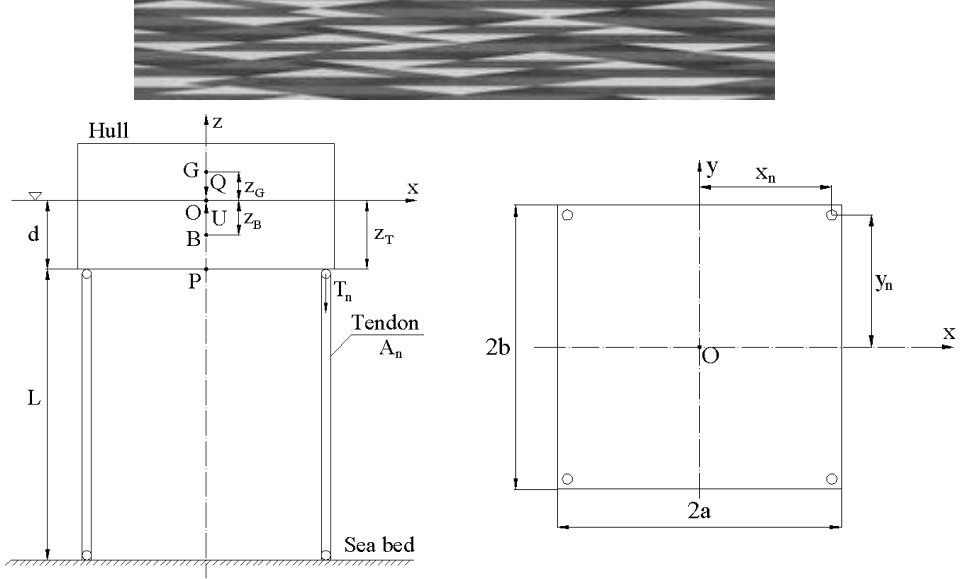 z
Hull
G
Q
z_G
x
O
U
d
B
z_B
z_T
P
T_n
Tendon
A_n
L
Sea bed
y
x_n
y_n
2b
x
O
2a